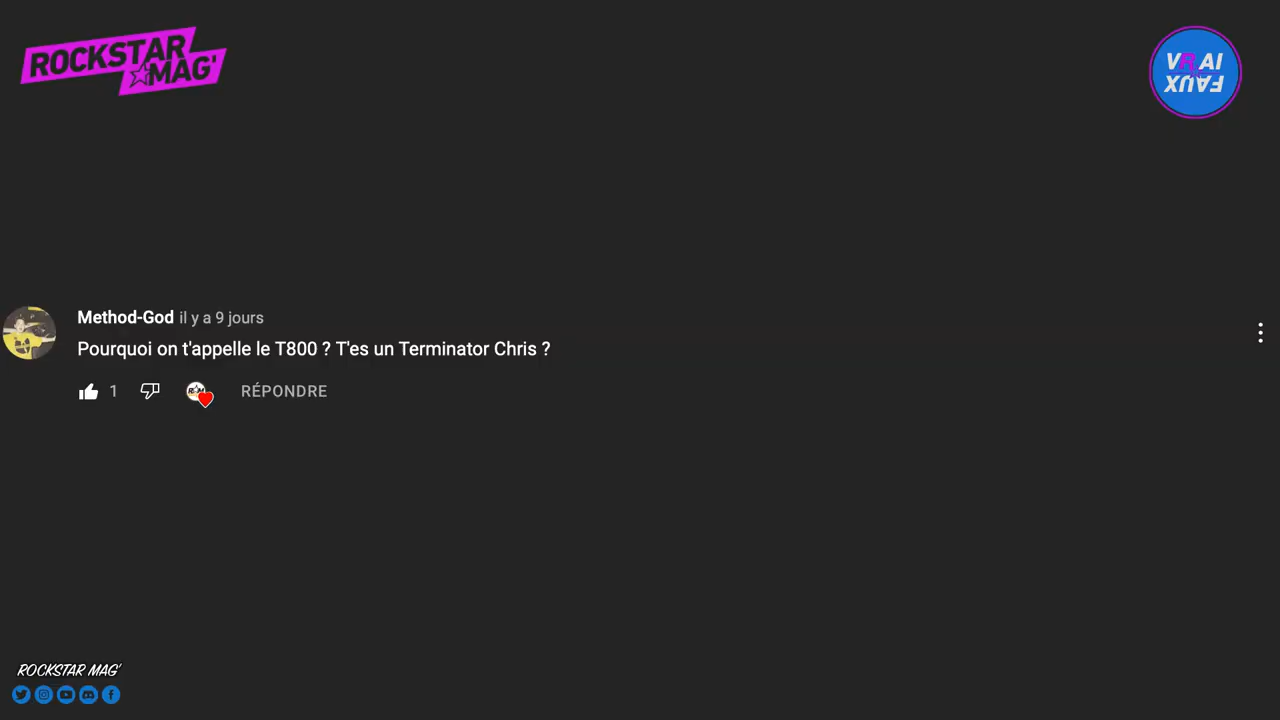 ROCKSTAR
MAG'
VRAI
FAUX
Method-God il y a 9 jours
Pourquoi on t'appelle le T800 ? T'es un Terminator Chris ?
1
RÉPONDRE
ROCKSTAR MAG'